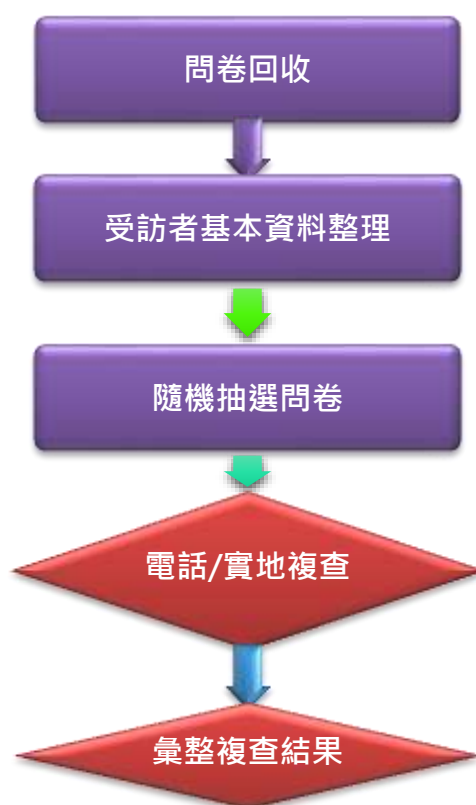 問卷回收
受訪者基本資料整理
隨機抽選問卷
電話/實地複查
彙整複查結果